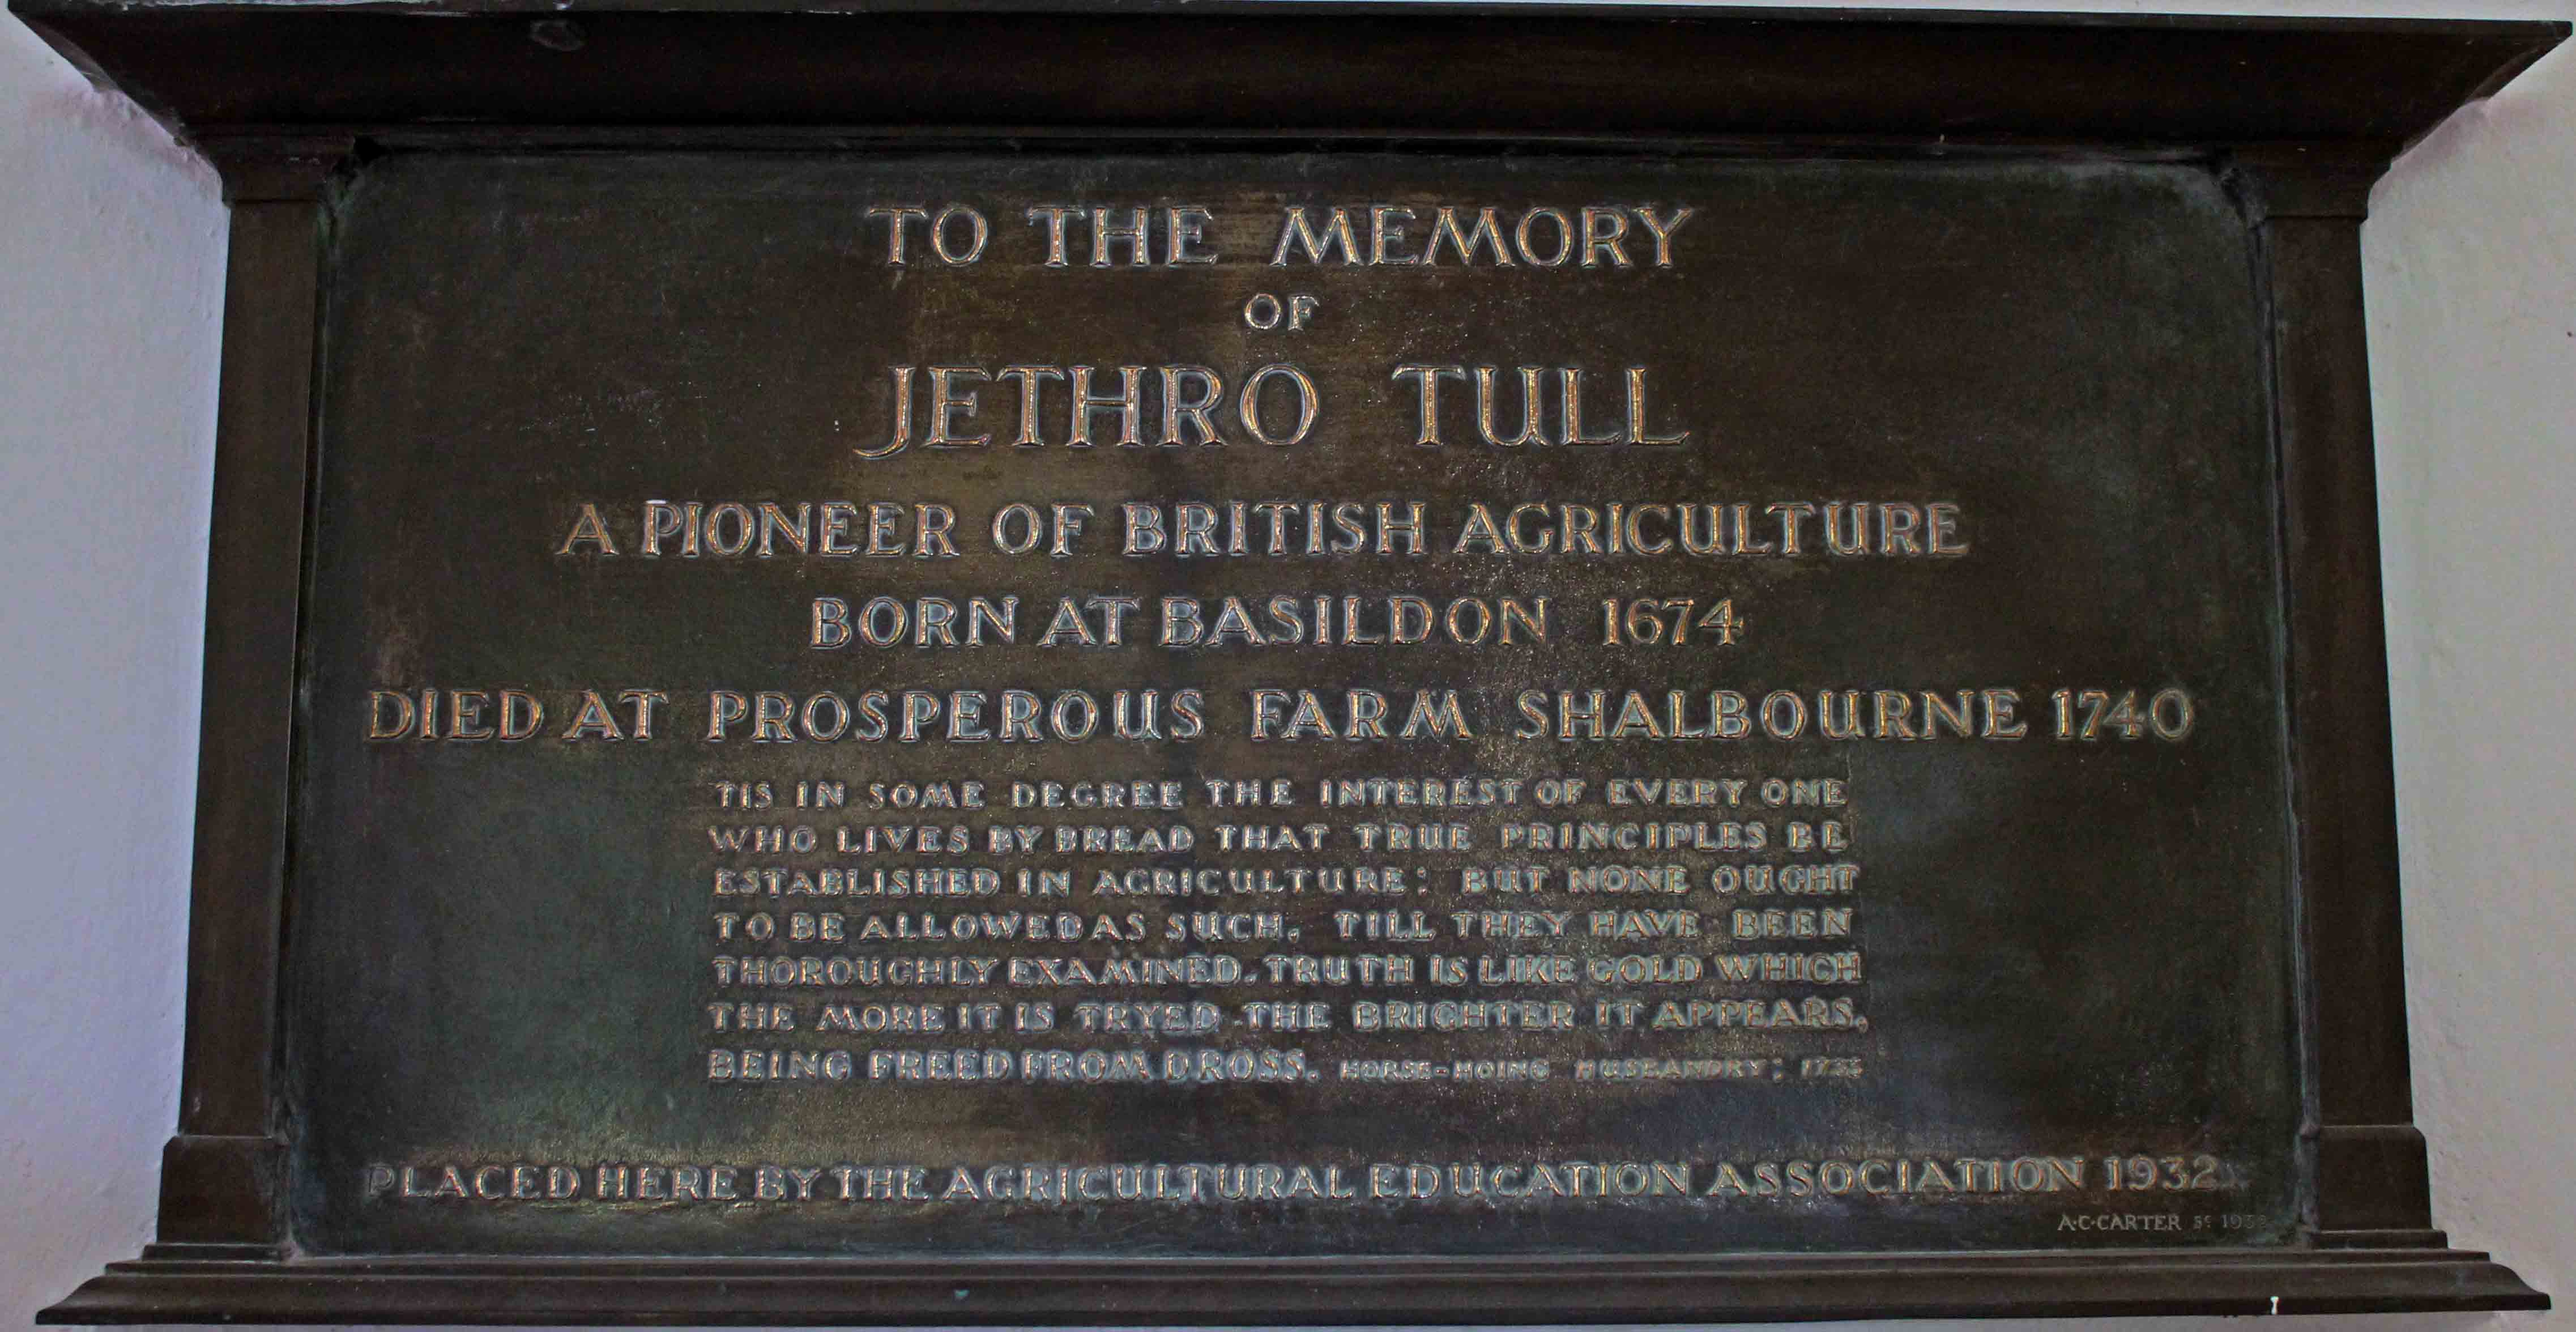 TO THE MEMORY
OF
JETHRO TULL
A PIONEER OF BRITISH AGRICULTURE
BORN AT BASILDON 1674
DIED AT PROSPEROUS FARM SHALBOURNE 1740
TIS IN SOME DEGREE THE INTEREST OF EVERY ONE
WHO LIVES BY BREAD THAT TRUE PRINCIPLES BE
ESTABLISHED IN AGRICULTURE: BUT NONE OUGHT
TO BE ALLOWED AS SUCH, TILL THEY HAVE BEEN
THOROUGHLY EXAMINED. TRUTH IS LIKE GOLD WHICH
THE MORE IT IS TRYED THE BRIGHTER IT APPEARS,
BEING FREED FROM DROSS. HORSE-HOING HUSBANDRY;
PLACED HERE BY THE AGRICULTURAL EDUCATION ASSOCIATION 1932
A·C·CARTER Sc